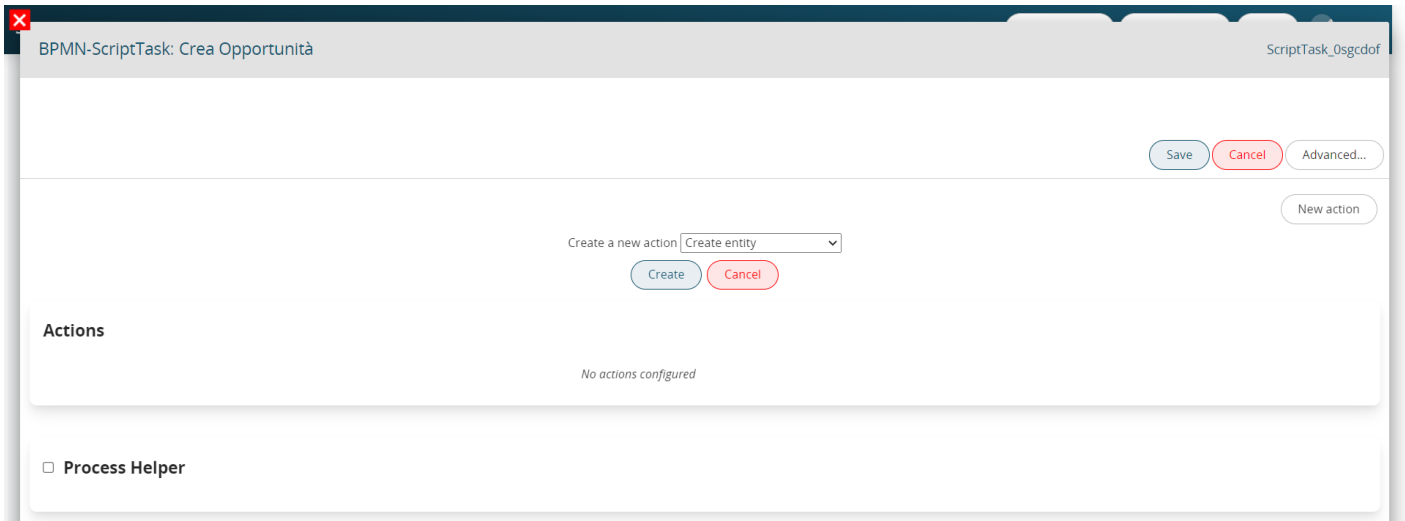 BPMN-ScriptTask: Crea Opportunità
ScriptTask_0sgcdof
Save Cancel Advanced...
New action
Create a new action Create entity
Create Cancel
Actions
No actions configured
Process Helper